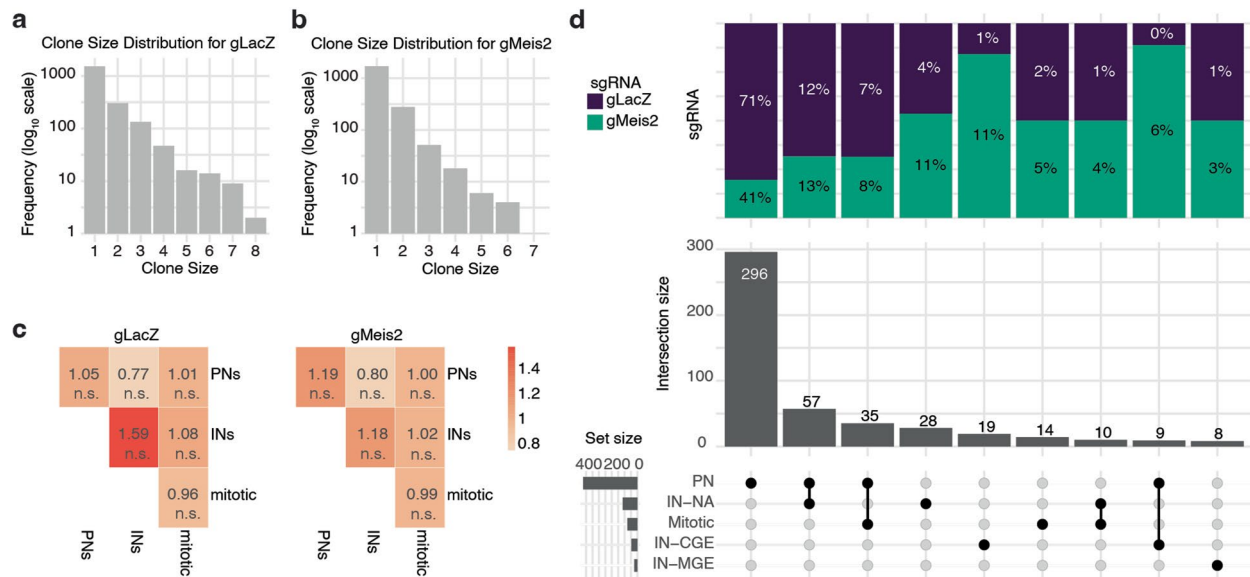 a
Clone Size Distribution for gLacZ
Frequency (log10 scale)
1000
100
10
1
1 2 3 4 5 6 7 8
Clone Size
b
Clone Size Distribution for gMeis2
Frequency (log10 scale)
1000
100
10
1
1 2 3 4 5 6 7
Clone Size
c
gLacZ
1.05 0.77 1.01 PNs
n.s. n.s. n.s.
1.59 1.08 INs
n.s. n.s.
0.96 mitotic
n.s.
PNs INs mitotic
gMeis2
1.19 0.80 1.00 PNs
n.s. n.s. n.s.
1.18 1.02 INs
n.s. n.s.
0.99 mitotic
n.s.
PNs INs mitotic
1.4
1.2
1
0.8
d
sgRNA
gLacZ
gMeis2
sgRNA
71% 12% 7% 4% 1% 2% 1% 0% 1%
41% 13% 8% 11% 11% 5% 4% 6% 3%
Intersection size
300
200
100
0
296 57 35 28 19 14 10 9 8
Set size
400 200 0
PN
IN−NA
Mitotic
IN−CGE
IN−MGE